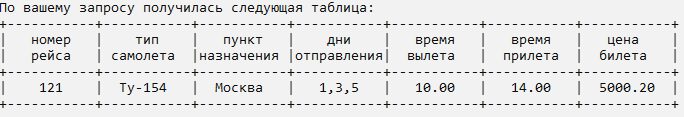 По вашему запросу получилась следующая таблица:
+----------+----------+----------+----------+----------+----------+----------+
| номер | тип | пункт | дни | время | время | цена |
| рейса | самолета |назначения |отправления| вылета | прилета | билета |
+----------+----------+----------+----------+----------+----------+----------+
| 121 | Ту-154 | Москва | 1,3,5 | 10.00 | 14.00 | 5000.20 |
+----------+----------+----------+----------+----------+----------+----------+